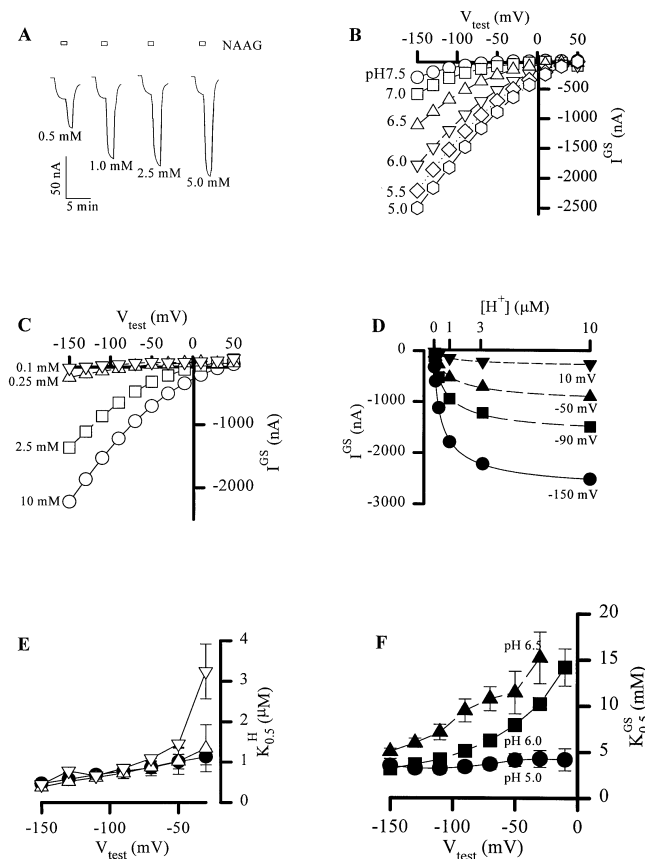 A
NAAG
0.5 mM
1.0 mM
2.5 mM
5.0 mM
50 nA
5 min
B
V_test (mV)
-150 -100 -50 0 50
pH7.5
7.0
6.5
6.0
5.5
5.0
-500
-1000
-1500
-2000
-2500
I^GS (nA)
C
V_test (mV)
-150 -100 -50 0 50
0.1 mM
0.25 mM
2.5 mM
10 mM
-1000
-2000
I^GS (nA)
D
[H+] (μM)
0 1 3 10
0
-1000
-2000
-3000
I^GS (nA)
10 mV
-50 mV
-90 mV
-150 mV
E
4
3
2
1
0
K^H_0.5 (μM)
-150 -100 -50
V_test (mV)
F
20
15
10
5
0
K^GS_0.5 (mM)
pH 6.5
pH 6.0
pH 5.0
-150 -100 -50 0
V_test (mV)